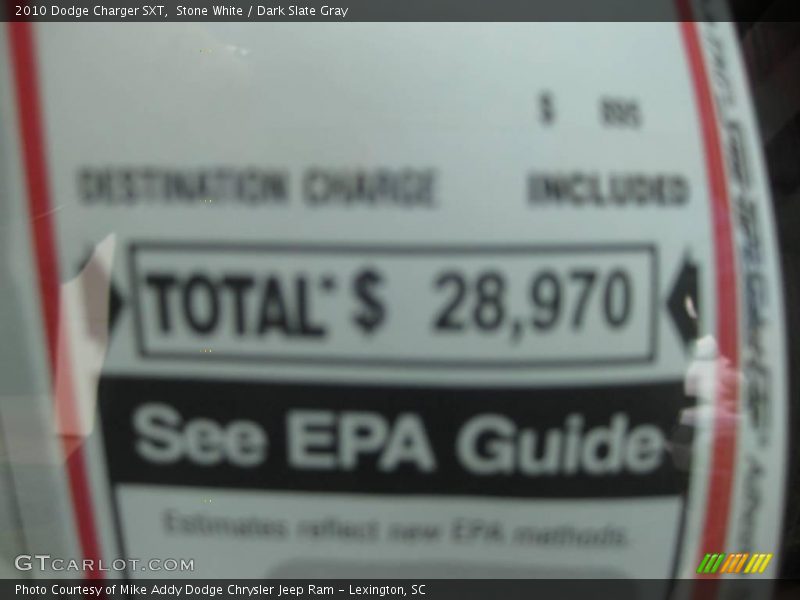 2010 Dodge Charger SXT,  Stone White / Dark Slate Gray
$ 895
DESTINATION CHARGE INCLUDED
TOTAL* $ 28,970
See EPA Guide
Estimates reflect new EPA methods.
GTCARLOT.COM
Photo Courtesy of Mike Addy Dodge Chrysler Jeep Ram – Lexington, SC